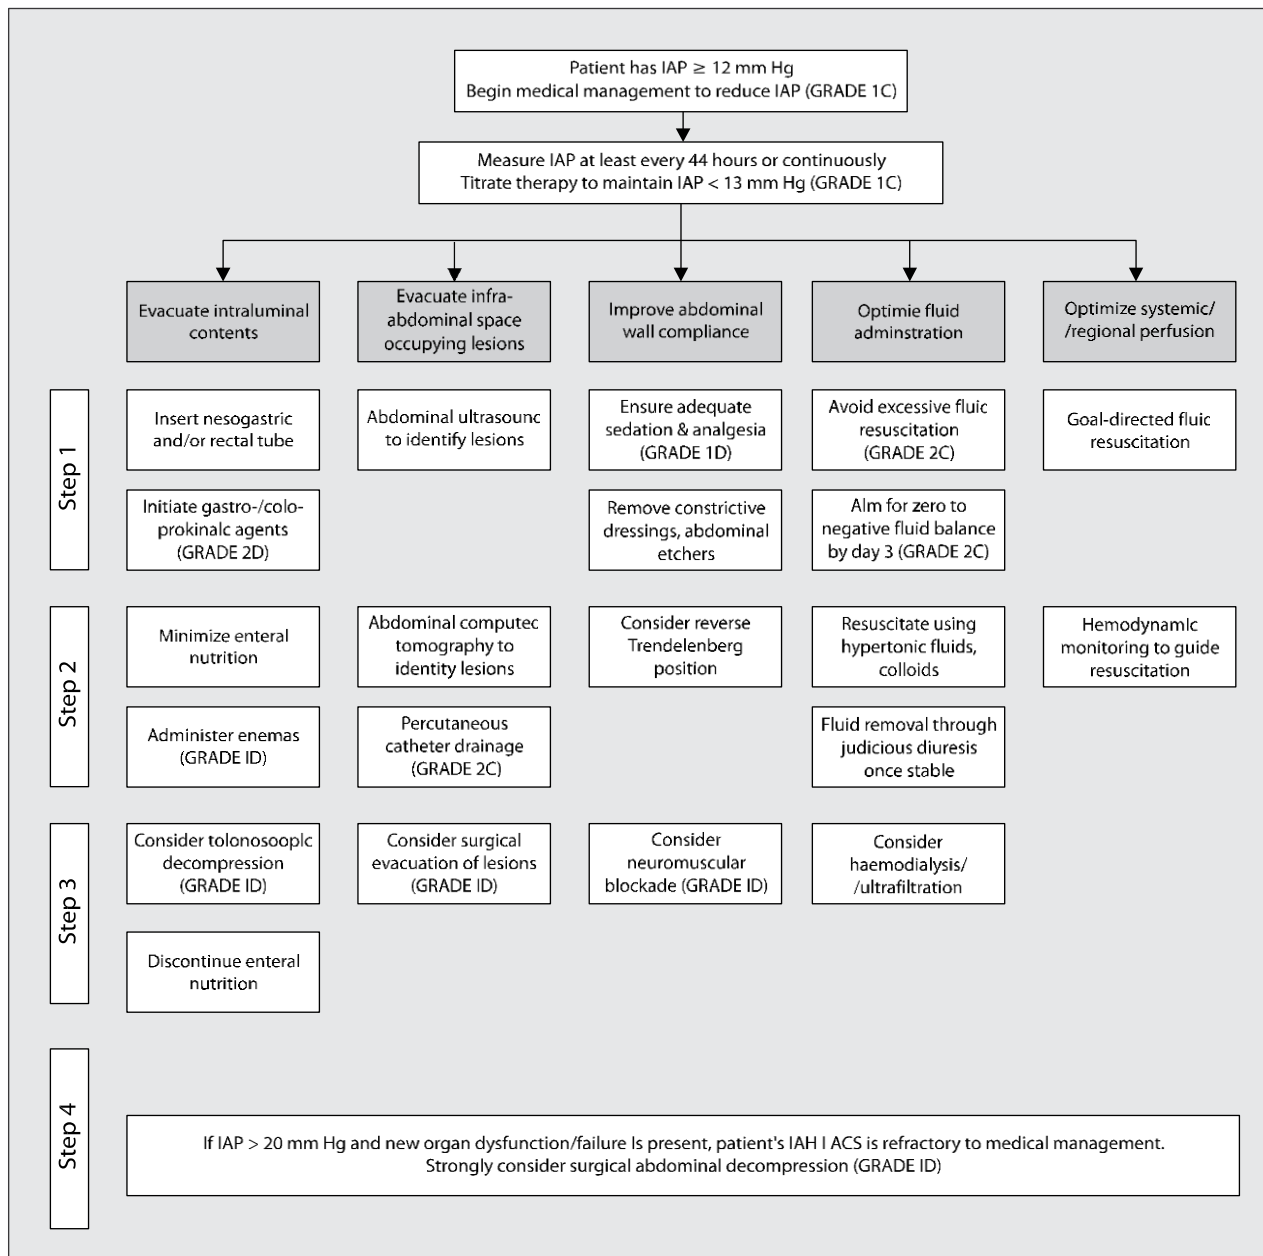 Patient has IAP ≥ 12 mm Hg
Begin medical management to reduce IAP (GRADE 1C)
Measure IAP at least every 44 hours or continuously
Titrate therapy to maintain IAP < 13 mm Hg (GRADE 1C)
Evacuate intraluminal
contents
Evacuate infra-
abdominal space
occupying lesions
Improve abdominal
wall compliance
Optimie fluid
adminstration
Optimize systemic/
/regional perfusion
Step 1
Insert nesogastric
and/or rectal tube
Abdominal ultrasounc
to identify lesions
Ensure adequate
sedation & analgesia
(GRADE 1D)
Avoid excessive fluic
resuscitation
(GRADE 2C)
Goal-directed fluic
resuscitation
Initiate gastro-/colo-
prokinalc agents
(GRADE 2D)
Remove constrictive
dressings, abdominal
etchers
Alm for zero to
negative fluid balance
by day 3 (GRADE 2C)
Step 2
Minimize enteral
nutrition
Abdominal computec
tomography to
identity lesions
Consider reverse
Trendelenberg
position
Resuscitate using
hypertonic fluids,
colloids
Hemodynamic
monitoring to guide
resuscitation
Administer enemas
(GRADE ID)
Percutaneous
catheter drainage
(GRADE 2C)
Fluid removal through
judicious diuresis
once stable
Step 3
Consider tolonosooplc
decompression
(GRADE ID)
Consider surgical
evacuation of lesions
(GRADE ID)
Consider
neuromuscular
blockade (GRADE ID)
Consider
haemodialysis/
/ultrafiltration
Discontinue enteral
nutrition
Step 4
If IAP > 20 mm Hg and new organ dysfunction/failure Is present, patient's IAH I ACS is refractory to medical management.
Strongly consider surgical abdominal decompression (GRADE ID)